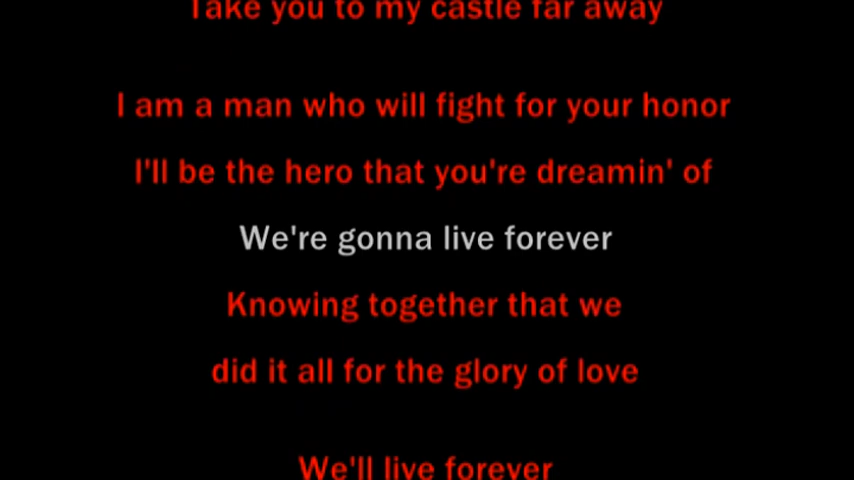 Take you to my castle far away
I am a man who will fight for your honor
I'll be the hero that you're dreamin' of
We're gonna live forever
Knowing together that we
did it all for the glory of love
We'll live forever